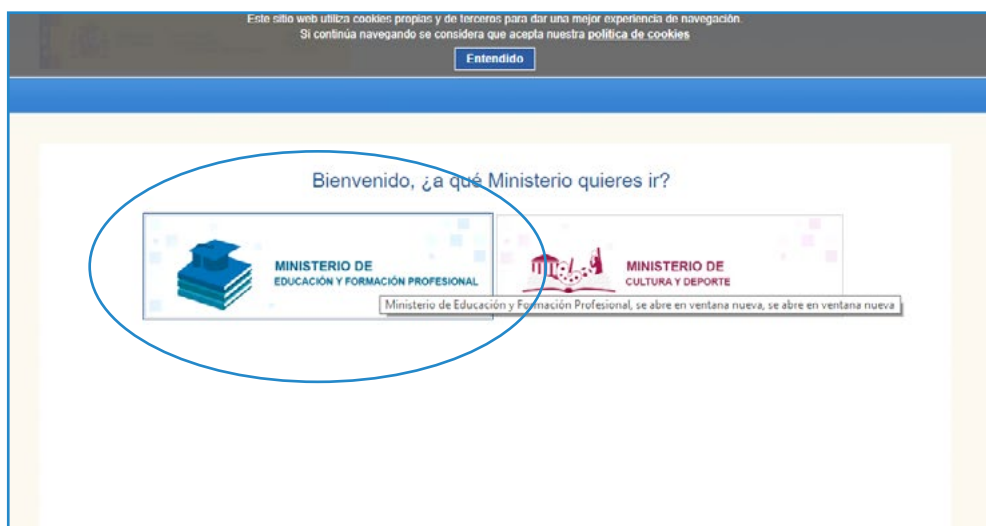 Este sitio web utiliza cookies propias y de terceros para dar una mejor experiencia de navegación.
Si continúa navegando se considera que acepta nuestra política de cookies
Entendido
Bienvenido, ¿a qué Ministerio quieres ir?
MINISTERIO DE
EDUCACIÓN Y FORMACIÓN PROFESIONAL
MINISTERIO DE
CULTURA Y DEPORTE
Ministerio de Educación y Formación Profesional, se abre en ventana nueva, se abre en ventana nueva